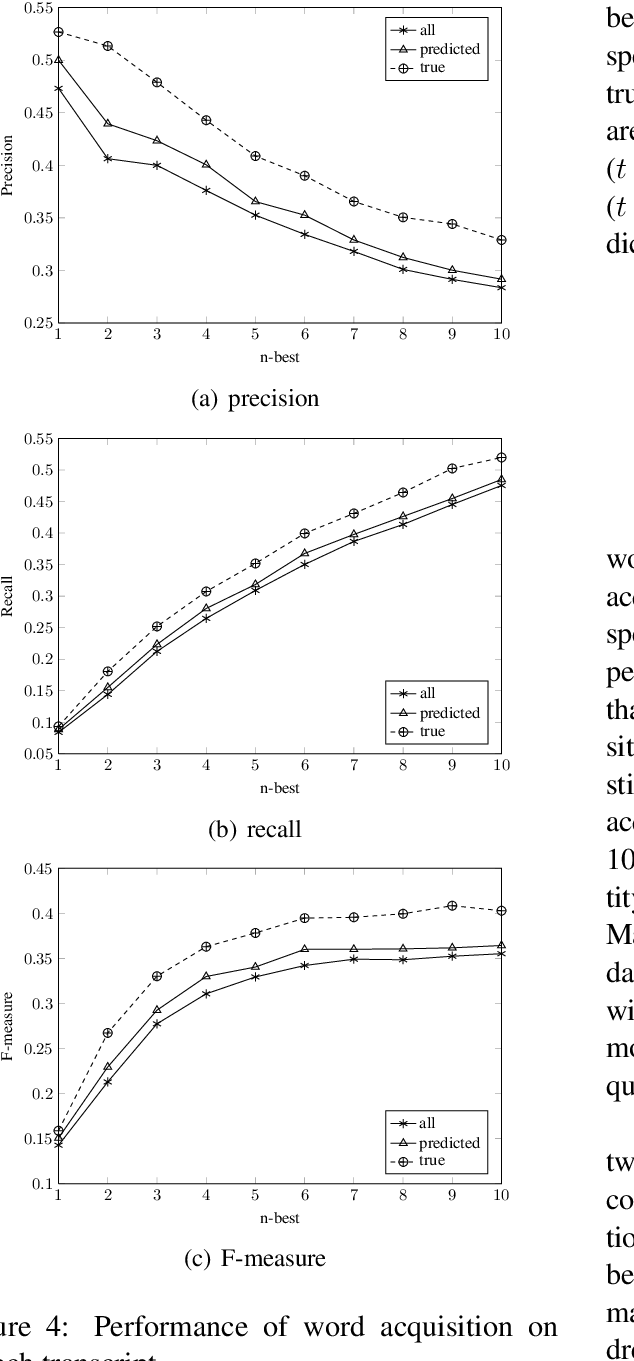 0.55
0.5
0.45
0.4
0.35
0.3
0.25
Precision
1 2 3 4 5 6 7 8 9 10
n-best
all
predicted
true
(a) precision
0.55
0.5
0.45
0.4
0.35
0.3
0.25
0.2
0.15
0.1
0.05
Recall
1 2 3 4 5 6 7 8 9 10
n-best
all
predicted
true
(b) recall
0.45
0.4
0.35
0.3
0.25
0.2
0.15
0.1
F-measure
1 2 3 4 5 6 7 8 9 10
n-best
all
predicted
true
(c) F-measure
ure 4: Performance of word acquisition on
transcript
be
spe
tru
are
(t
(t
dic
wo
acc
spe
pe
tha
sit
sti
acc
10
tity
Ma
da
wi
mo
qu
tw
co
tio
be
ma
dro